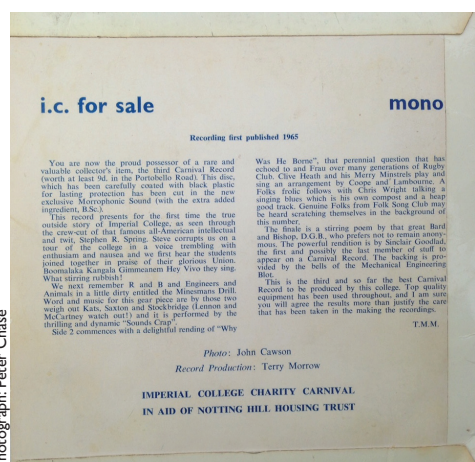 i.c. for sale
mono
Recording first published 1965
You are now the proud possessor of a rare and
valuable collector's item, the third Carnival Record
(worth at least 9d. in the Portobello Road). This disc,
which has been carefully coated with black plastic
for lasting protection has been cut in the new
exclusive Morrophonic Sound (with the extra added
ingredient, B.Sc.).
This record presents for the first time the true
outside story of Imperial College, as seen through
the crew-cut of that famous all-American intellectual
and twit, Stephen R. Spring. Steve corrupts us on a
tour of the college in a voice trembling with
enthusiasm and nausea and we first hear the students
joined together in praise of their glorious Union.
Boomalaka Kangala Gimmeanem Hey Vivo they sing.
What stirring rubbish!
We next remember R and B and Engineers and
Animals in a little dirty entitled the Minesmans Drill.
Word and music for this gear piece are by those two
weigh out Kats, Saxton and Stockbridge (Lennon and
McCartney watch out!) and it is performed by the
thrilling and dynamic "Sounds Crap".
Side 2 commences with a delightful rending of "Why
Was He Borne", that perennial question that has
echoed to and Frau over many generations of Rugby
Club. Clive Heath and his Merry Minstrels play and
sing an arrangement by Coope and Lambourne. A
Folks frolic follows with Chris Wright talking a
singing blues which is his own compost and a heap
good track. Genuine Folks from Folk Song Club may
be heard scratching themselves in the background of
this number.
The finale is a stirring poem by that great Bard
and Bishop, D.G.B., who prefers not to remain anony-
mous. The powerful rendition is by Sinclair Goodlad,
the first and possibly the last member of staff to
appear on a Carnival Record. The backing is pro-
vided by the bells of the Mechanical Engineering
Blot.
This is the third and so far the best Carnival
Record to be produced by this college. Top quality
equipment has been used throughout, and I am sure
you will agree the results more than justify the care
that has been taken in the making of the recordings.
T.M.M.
Photo: John Cawson
Record Production: Terry Morrow
IMPERIAL COLLEGE CHARITY CARNIVAL
IN AID OF NOTTING HILL HOUSING TRUST
Peter Chase